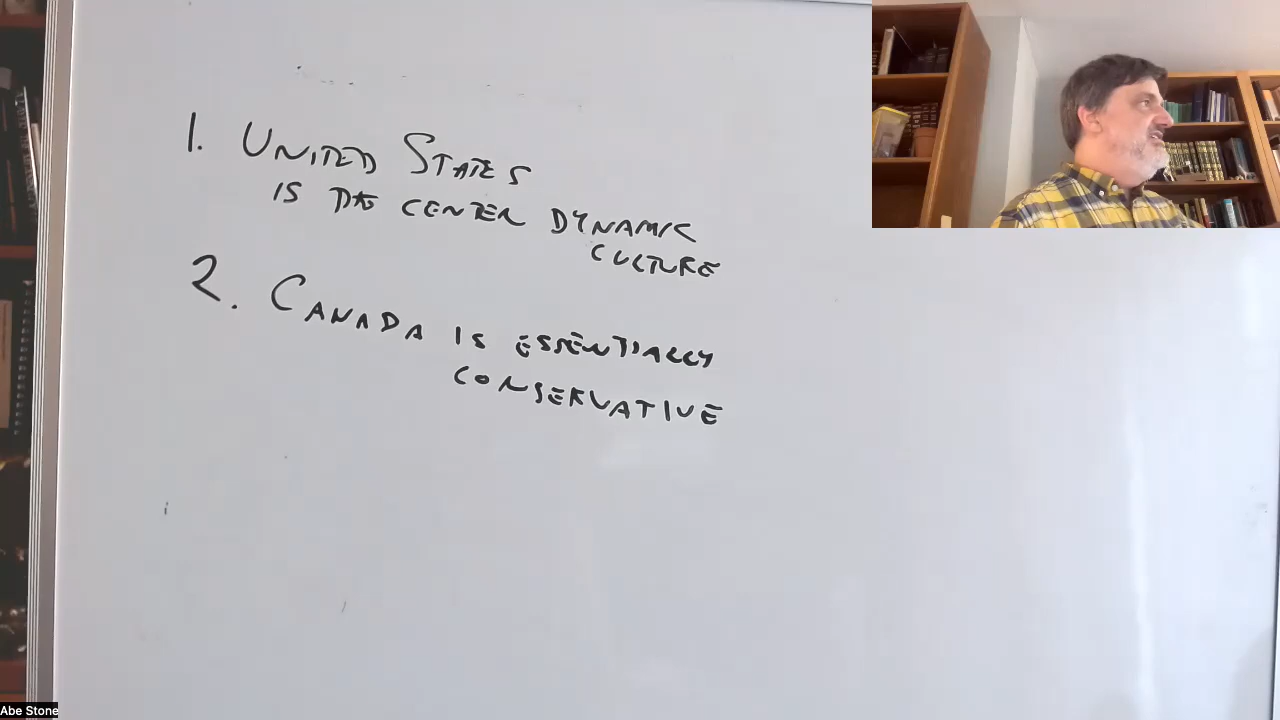 1. UNITED STATES
IS THE CENTER DYNAMIC
CULTURE
2. CANADA IS ESSENTIALLY
CONSERVATIVE
Abe Stone